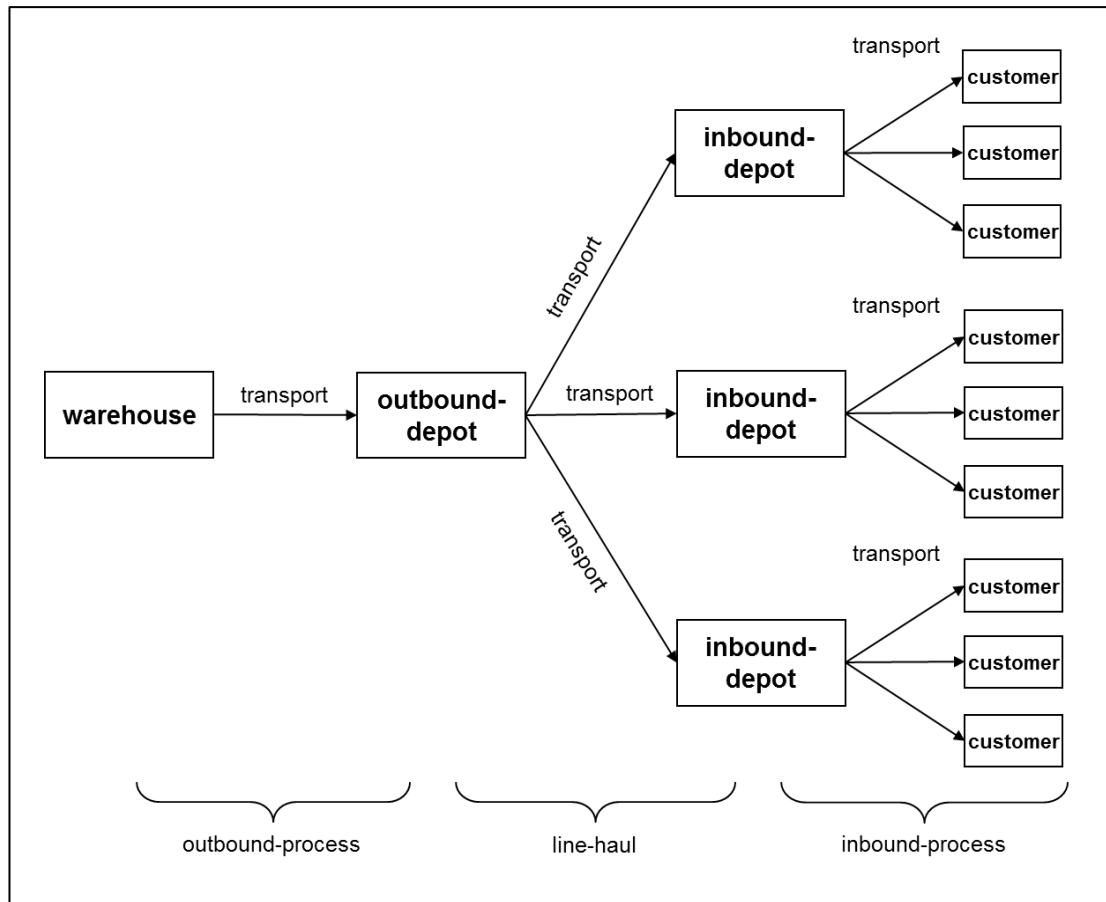 transport
customer
inbound-
depot
customer
customer
transport
transport
customer
warehouse
transport
outbound-
depot
transport
inbound-
depot
customer
customer
transport
transport
customer
inbound-
depot
customer
customer
outbound-process
line-haul
inbound-process